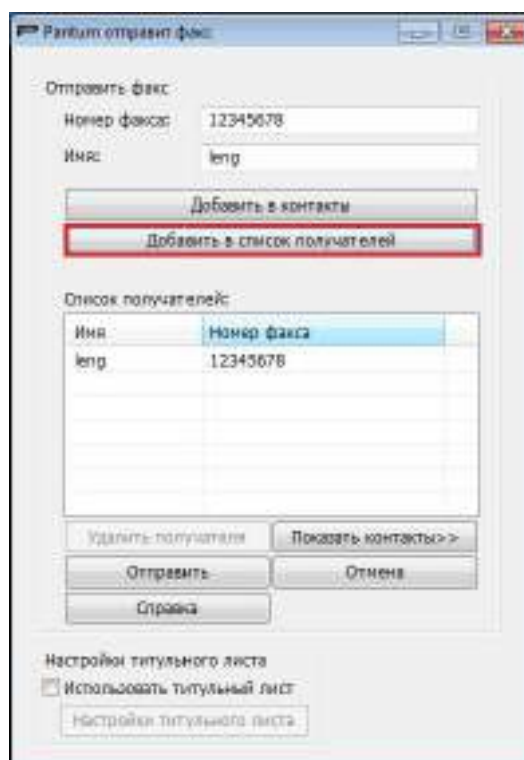 Pantum отправит факс
Отправить факс
Номер факса: 12345678
Имя: leng
Добавить в контакты
Добавить в список получателей
Список получателей:
Имя Номер факса
leng 12345678
Удалить получателя Показать контакты>>
Отправить Отмена
Справка
Настройки титульного листа
Использовать титульный лист
Настройки титульного листа